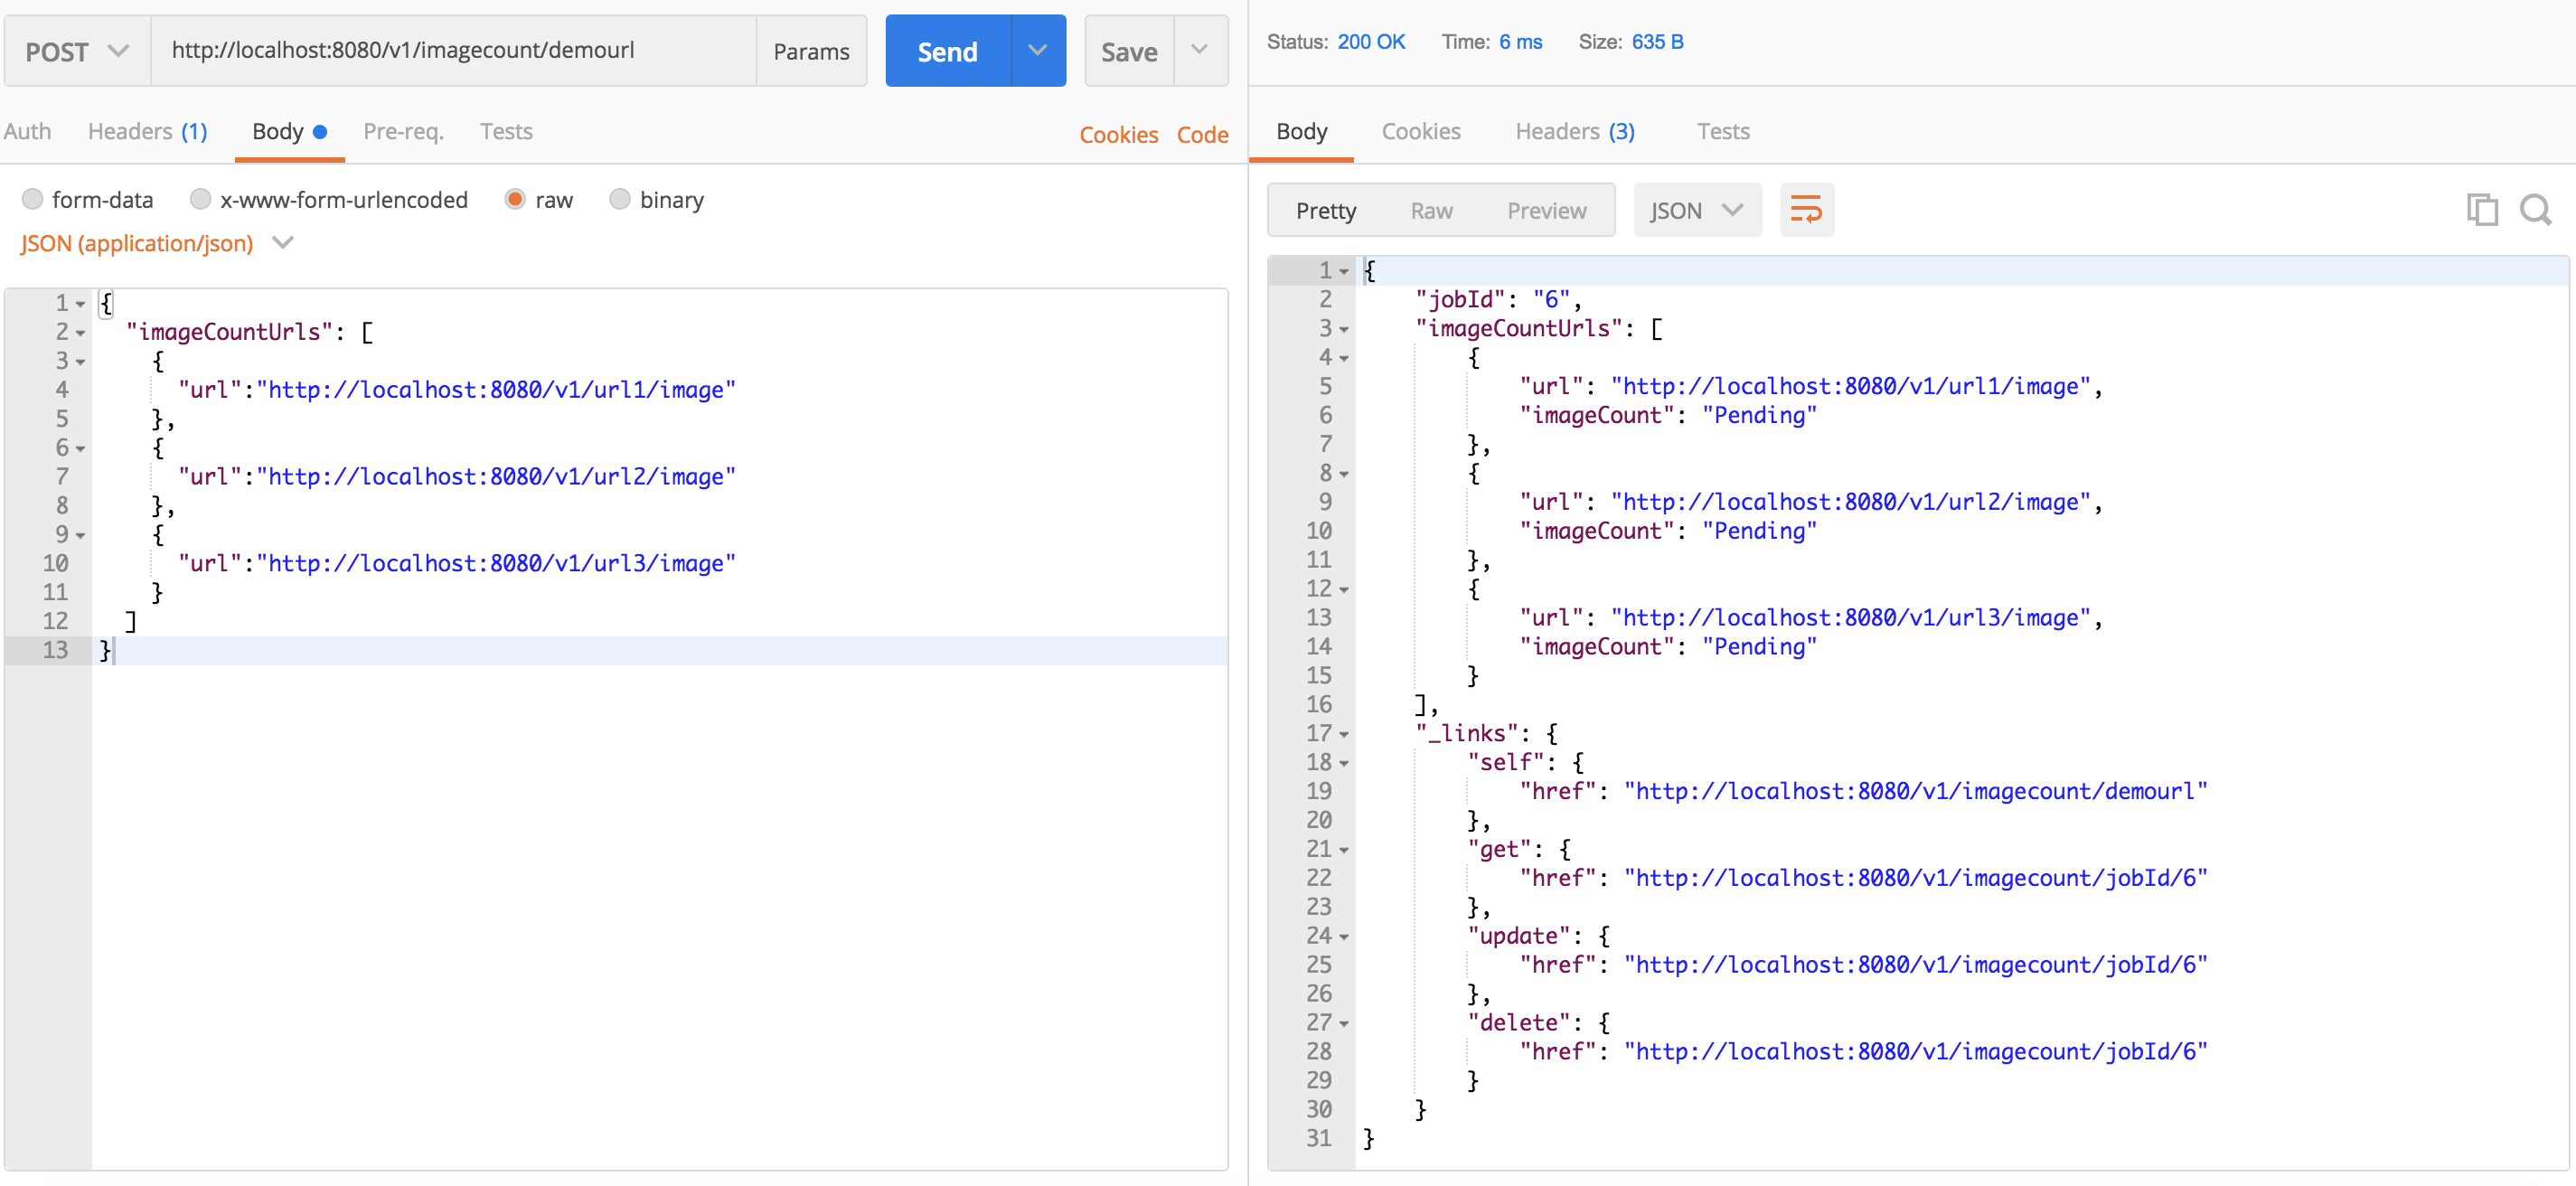 POST http://localhost:8080/v1/imagecount/demourl Params Send Save
Auth Headers (1) Body Pre-req. Tests Cookies Code
form-data x-www-form-urlencoded raw binary
JSON (application/json)
1 {
2 "imageCountUrls": [
3 {
4 "url":"http://localhost:8080/v1/url1/image"
5 },
6 {
7 "url":"http://localhost:8080/v1/url2/image"
8 },
9 {
10 "url":"http://localhost:8080/v1/url3/image"
11 }
12 ]
13 }
Status: 200 OK Time: 6 ms Size: 635 B
Body Cookies Headers (3) Tests
Pretty Raw Preview JSON
1 {
2 "jobId": "6",
3 "imageCountUrls": [
4 {
5 "url": "http://localhost:8080/v1/url1/image",
6 "imageCount": "Pending"
7 },
8 {
9 "url": "http://localhost:8080/v1/url2/image",
10 "imageCount": "Pending"
11 },
12 {
13 "url": "http://localhost:8080/v1/url3/image",
14 "imageCount": "Pending"
15 }
16 ],
17 "_links": {
18 "self": {
19 "href": "http://localhost:8080/v1/imagecount/demourl"
20 },
21 "get": {
22 "href": "http://localhost:8080/v1/imagecount/jobId/6"
23 },
24 "update": {
25 "href": "http://localhost:8080/v1/imagecount/jobId/6"
26 },
27 "delete": {
28 "href": "http://localhost:8080/v1/imagecount/jobId/6"
29 }
30 }
31 }